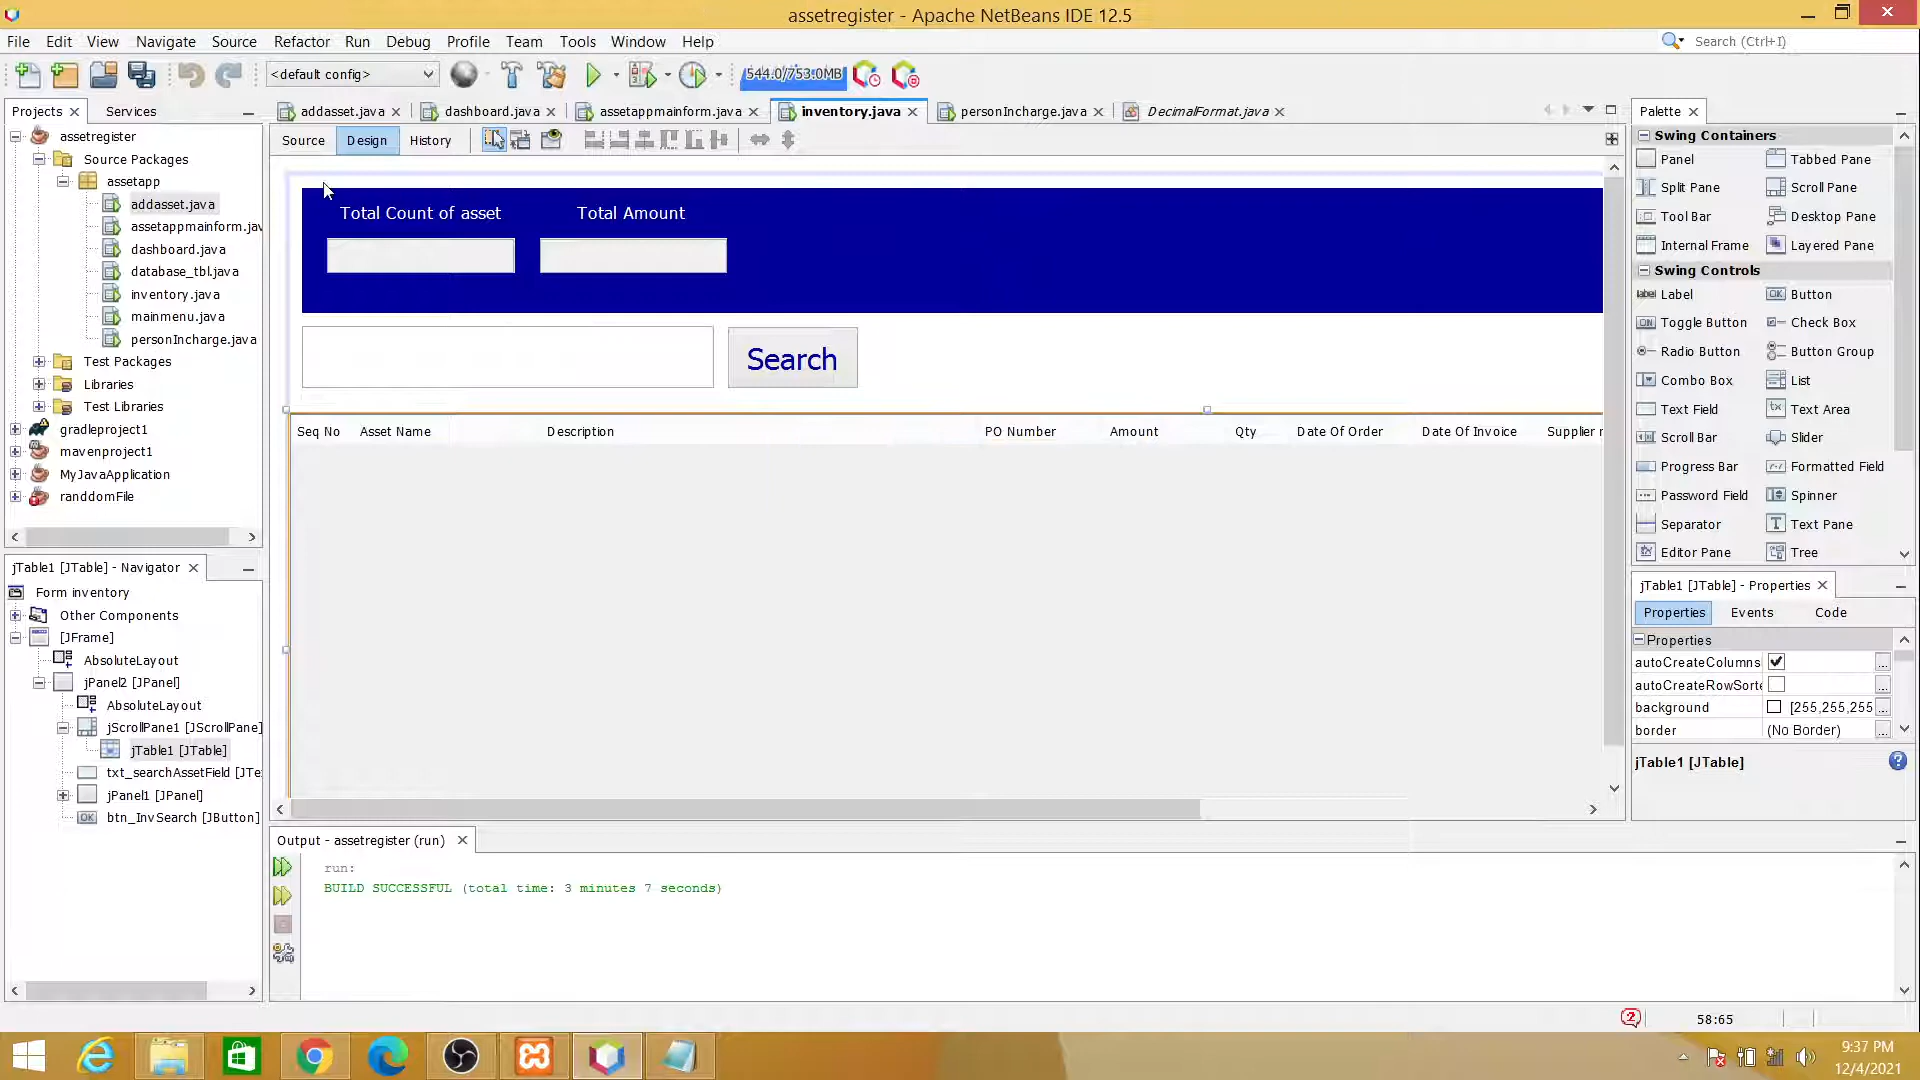 assetregister - Apache NetBeans IDE 12.5
File Edit View Navigate Source Refactor Run Debug Profile Team Tools Window Help
Search (Ctrl+I)
<default config>
544.0/753.0MB
Projects Services
addasset.java dashboard.java assetappmainform.java inventory.java personIncharge.java DecimalFormat.java
Palette
Source Design History
assetregister
Source Packages
assetapp
addasset.java
assetappmainform.jav
dashboard.java
database_tbl.java
inventory.java
mainmenu.java
personIncharge.java
Test Packages
Libraries
Test Libraries
gradleproject1
mavenproject1
MyJavaApplication
randdomFile
Total Count of asset Total Amount
Search
Seq No Asset Name Description PO Number Amount Qty Date Of Order Date Of Invoice Supplier
Swing Containers
Panel Tabbed Pane
Split Pane Scroll Pane
Tool Bar Desktop Pane
Internal Frame Layered Pane
Swing Controls
label Label OK Button
ON Toggle Button Check Box
Radio Button Button Group
Combo Box List
Text Field tx Text Area
Scroll Bar Slider
Progress Bar Formatted Field
Password Field Spinner
Separator T Text Pane
Editor Pane Tree
jTable1 [JTable] - Navigator
Form inventory
Other Components
[JFrame]
AbsoluteLayout
jPanel2 [JPanel]
AbsoluteLayout
jScrollPane1 [JScrollPane]
jTable1 [JTable]
txt_searchAssetField [JTe
jPanel1 [JPanel]
OK btn_InvSearch [JButton]
jTable1 [JTable] - Properties
Properties Events Code
Properties
autoCreateColumns ...
autoCreateRowSorte ...
background [255,255,255 ...
border (No Border) ...
jTable1 [JTable]
?
Output - assetregister (run)
run:
BUILD SUCCESSFUL (total time: 3 minutes 7 seconds)
2
58:65
9:37 PM
12/4/2021